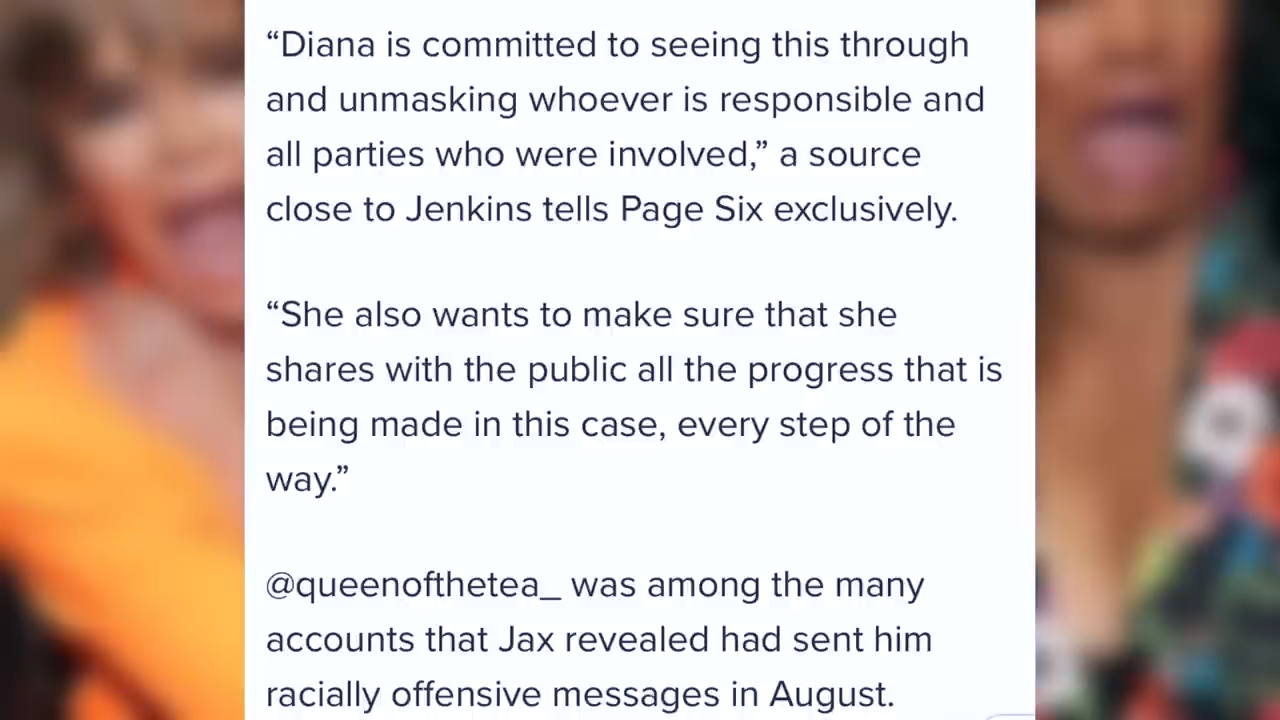 “Diana is committed to seeing this through
and unmasking whoever is responsible and
all parties who were involved,” a source
close to Jenkins tells Page Six exclusively.
“She also wants to make sure that she
shares with the public all the progress that is
being made in this case, every step of the
way.”
@queenofthetea_ was among the many
accounts that Jax revealed had sent him
racially offensive messages in August.